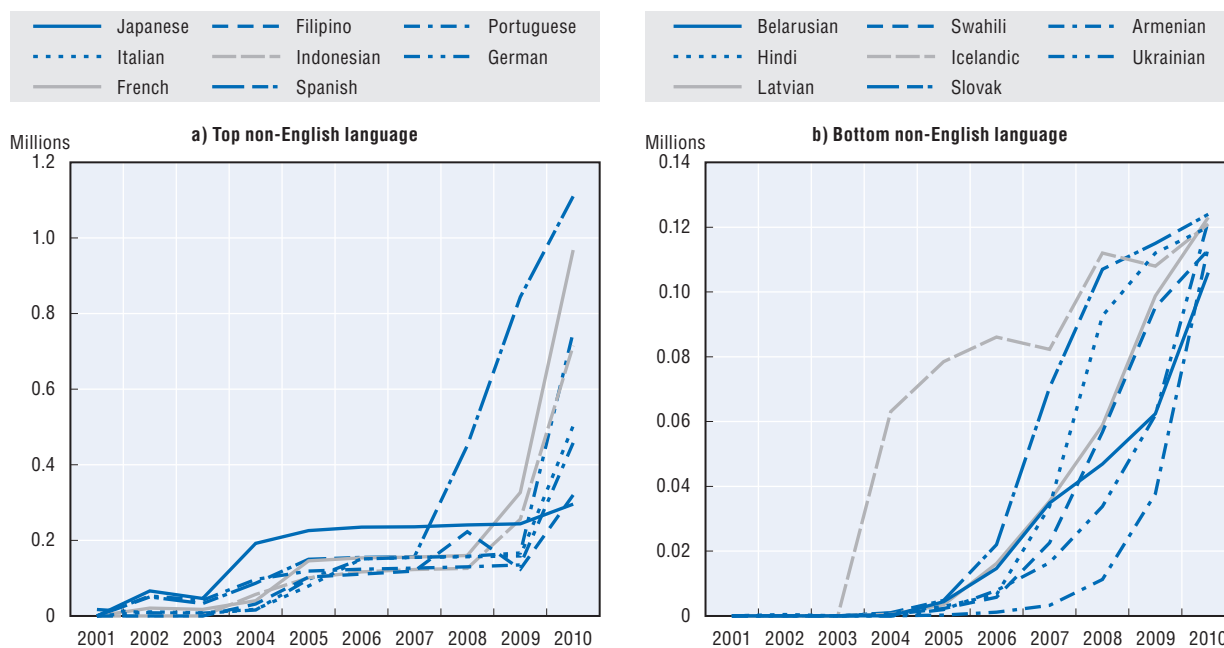 Japanese Filipino Portuguese
Italian Indonesian German
French Spanish
a) Top non-English language
Millions
1.2
1.0
0.8
0.6
0.4
0.2
0
2001 2002 2003 2004 2005 2006 2007 2008 2009 2010
Belarusian Swahili Armenian
Hindi Icelandic Ukrainian
Latvian Slovak
b) Bottom non-English language
Millions
0.14
0.12
0.10
0.08
0.06
0.04
0.02
0
2001 2002 2003 2004 2005 2006 2007 2008 2009 2010